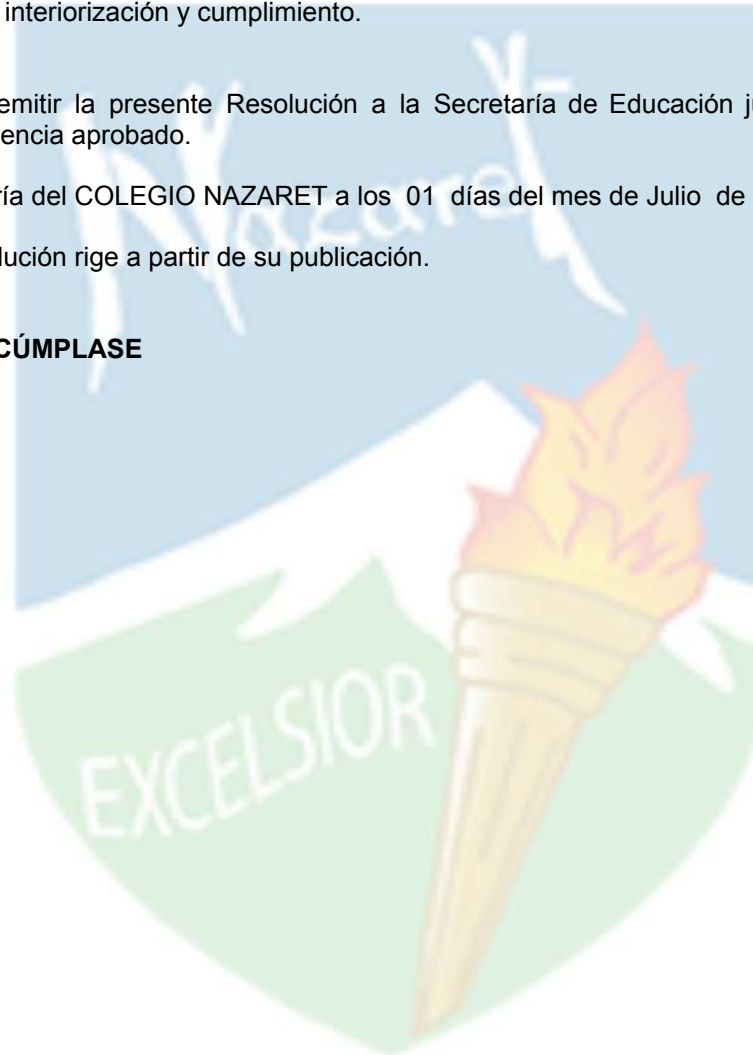 interiorización y cumplimiento.
emitir la presente Resolución a la Secretaría de Educación
encia aprobado.
ría del COLEGIO NAZARET a los 01 días del mes de Julio de
lución rige a partir de su publicación.
CÚMPLASE
Nazaret
EXCELSIOR